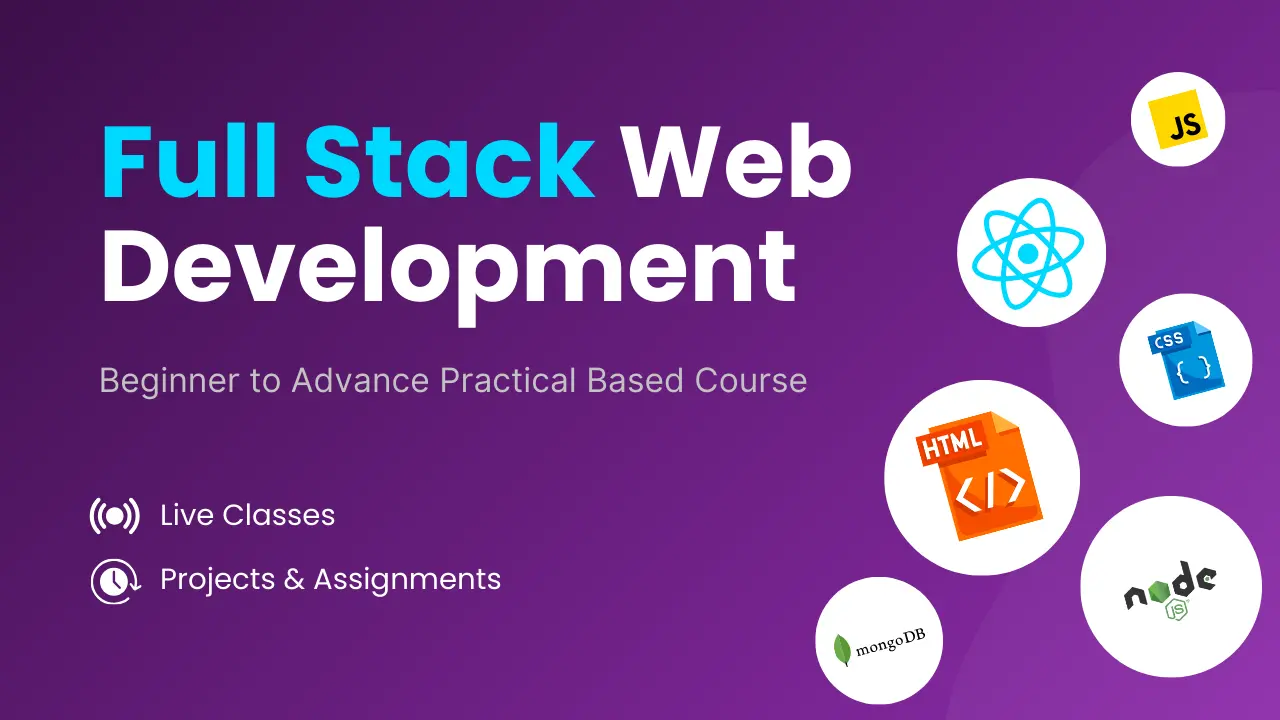 Full Stack Web
Development
Beginner to Advance Practical Based Course
Live Classes
Projects & Assignments
JS
CSS
{ }
HTML
</>
node
JS
mongoDB